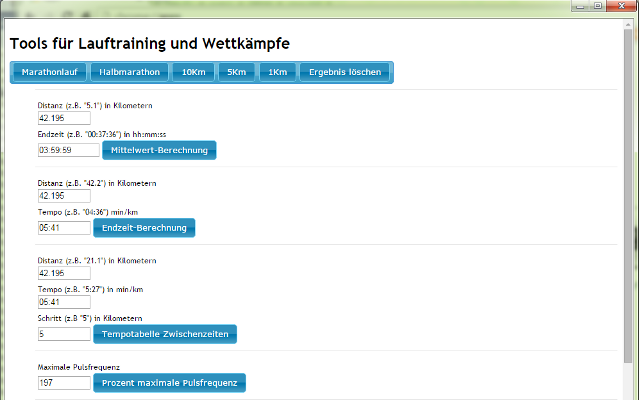 Tools für Lauftraining und Wettkämpfe
Marathonlauf Halbmarathon 10Km 5Km 1Km Ergebnis löschen
Distanz (z.B. "5.1") in Kilometern
42.195
Endzeit (z.B. "00:37:36") in hh:mm:ss
03:59:59 Mittelwert-Berechnung
Distanz (z.B. "42.2") in Kilometern
42.195
Tempo (z.B. "04:36") min/km
05:41 Endzeit-Berechnung
Distanz (z.B. "21.1") in Kilometern
42.195
Tempo (z.B. "5:27") in min/km
05:41
Schritt (z.B "5") in Kilometern
5 Tempotabelle Zwischenzeiten
Maximale Pulsfrequenz
197 Prozent maximale Pulsfrequenz